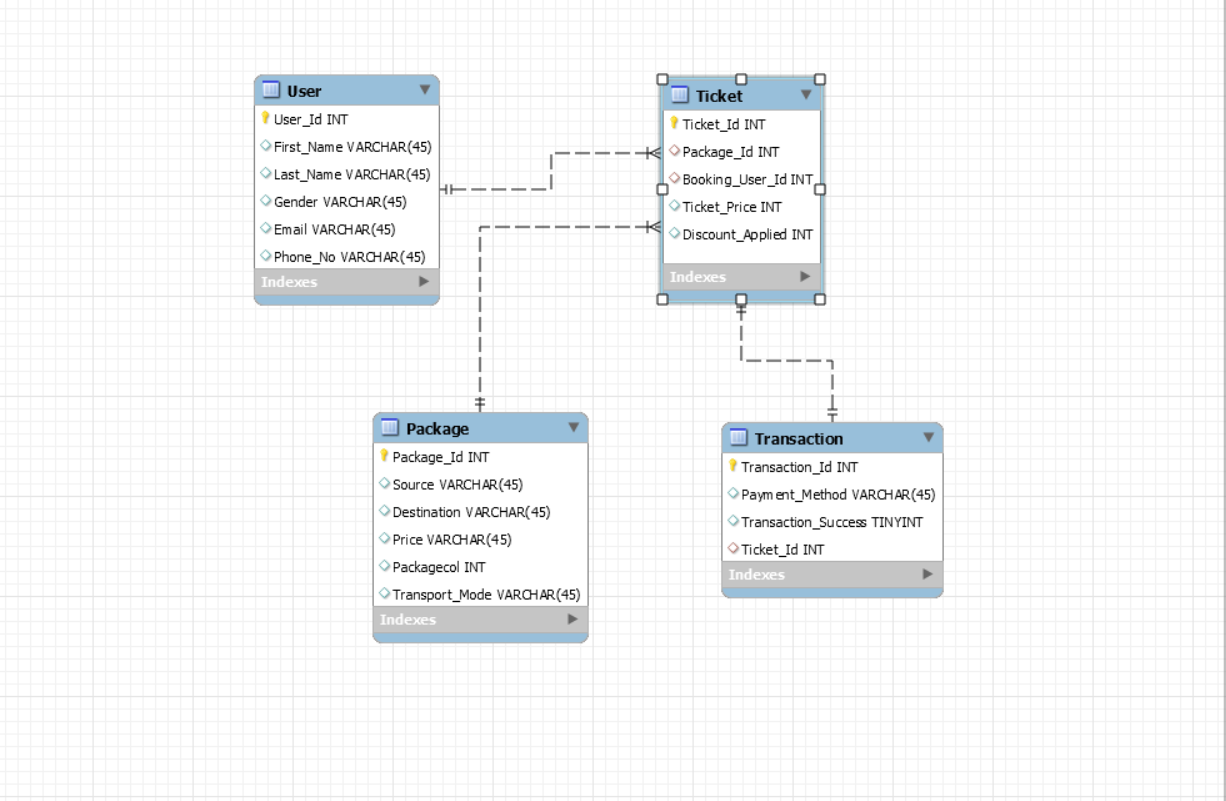 User
User_Id INT
First_Name VARCHAR(45)
Last_Name VARCHAR(45)
Gender VARCHAR(45)
Email VARCHAR(45)
Phone_No VARCHAR(45)
Indexes
Ticket
Ticket_Id INT
Package_Id INT
Booking_User_Id INT
Ticket_Price INT
Discount_Applied INT
Indexes
Package
Package_Id INT
Source VARCHAR(45)
Destination VARCHAR(45)
Price VARCHAR(45)
Packagecol INT
Transport_Mode VARCHAR(45)
Indexes
Transaction
Transaction_Id INT
Payment_Method VARCHAR(45)
Transaction_Success TINYINT
Ticket_Id INT
Indexes